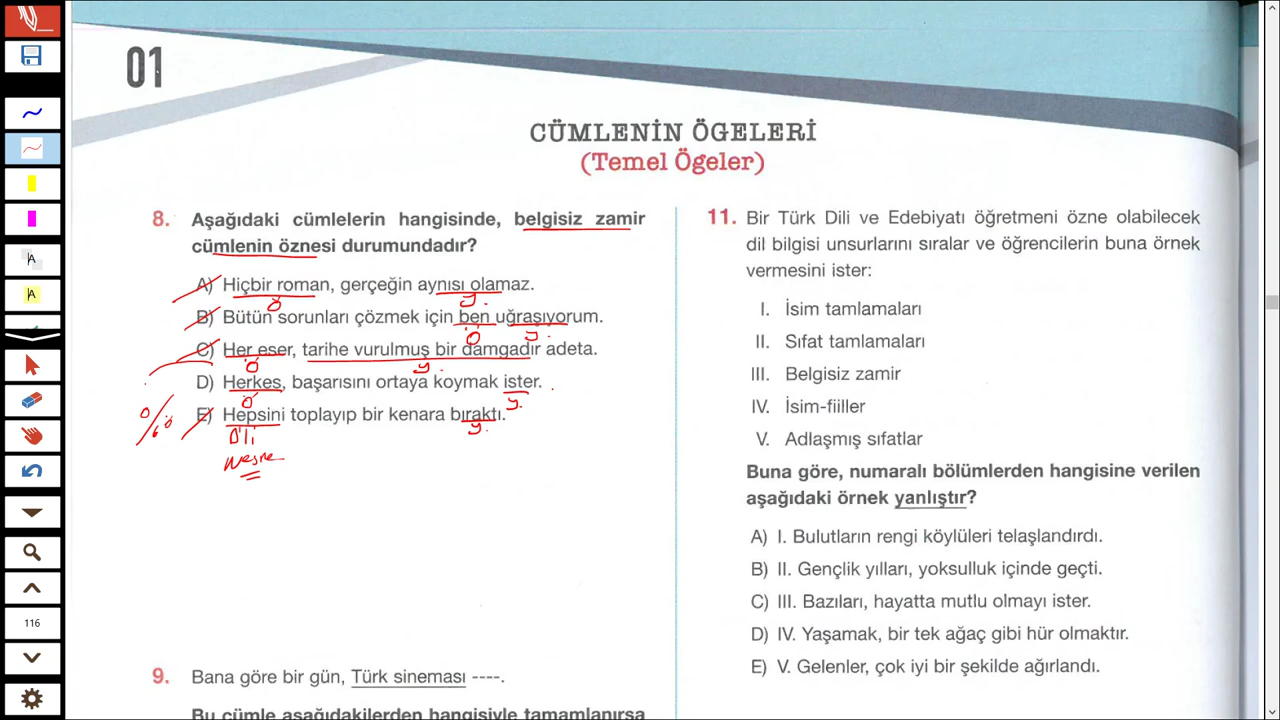 01
CÜMLENİN ÖGELERİ
(Temel Ögeler)
8. Aşağıdaki cümlelerin hangisinde, belgisiz zamir
cümlenin öznesi durumundadır?
A) Hiçbir roman, gerçeğin aynısı olamaz.
Ö y.
B) Bütün sorunları çözmek için ben uğraşıyorum.
Ö y.
C) Her eser, tarihe vurulmuş bir damgadır adeta.
Ö y.
D) Herkes, başarısını ortaya koymak ister.
Ö y.
E) Hepsini toplayıp bir kenara bıraktı.
y.
Nesne
9. Bana göre bir gün, Türk sineması ----.
Bu cümle aşağıdakilerden hangisiyle tamamlanırsa
11. Bir Türk Dili ve Edebiyatı öğretmeni özne olabilecek
dil bilgisi unsurlarını sıralar ve öğrencilerin buna örnek
vermesini ister:
I. İsim tamlamaları
II. Sıfat tamlamaları
III. Belgisiz zamir
IV. İsim-fiiller
V. Adlaşmış sıfatlar
Buna göre, numaralı bölümlerden hangisine verilen
aşağıdaki örnek yanlıştır?
A) I. Bulutların rengi köylüleri telaşlandırdı.
B) II. Gençlik yılları, yoksulluk içinde geçti.
C) III. Bazıları, hayatta mutlu olmayı ister.
D) IV. Yaşamak, bir tek ağaç gibi hür olmaktır.
E) V. Gelenler, çok iyi bir şekilde ağırlandı.
A
A
116